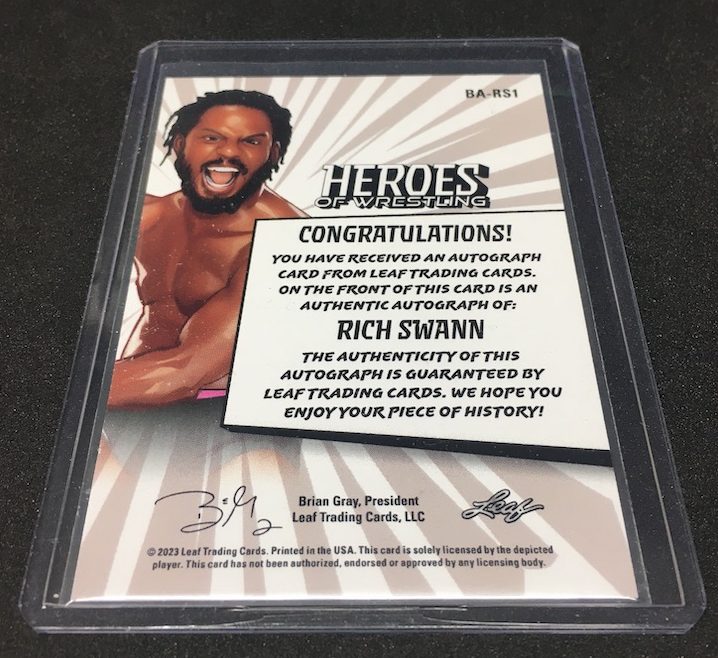 BA-RS1
HEROES
OF WRESTLING
CONGRATULATIONS!
YOU HAVE RECEIVED AN AUTOGRAPH
CARD FROM LEAF TRADING CARDS.
ON THE FRONT OF THIS CARD IS AN
AUTHENTIC AUTOGRAPH OF:
RICH SWANN
THE AUTHENTICITY OF THIS
AUTOGRAPH IS GUARANTEED BY
LEAF TRADING CARDS. WE HOPE YOU
ENJOY YOUR PIECE OF HISTORY!
Brian Gray, President
Leaf Trading Cards, LLC
Leaf
© 2023 Leaf Trading Cards. Printed in the USA. This card is solely licensed by the depicted
player. This card has not been authorized, endorsed or approved by any licensing body.